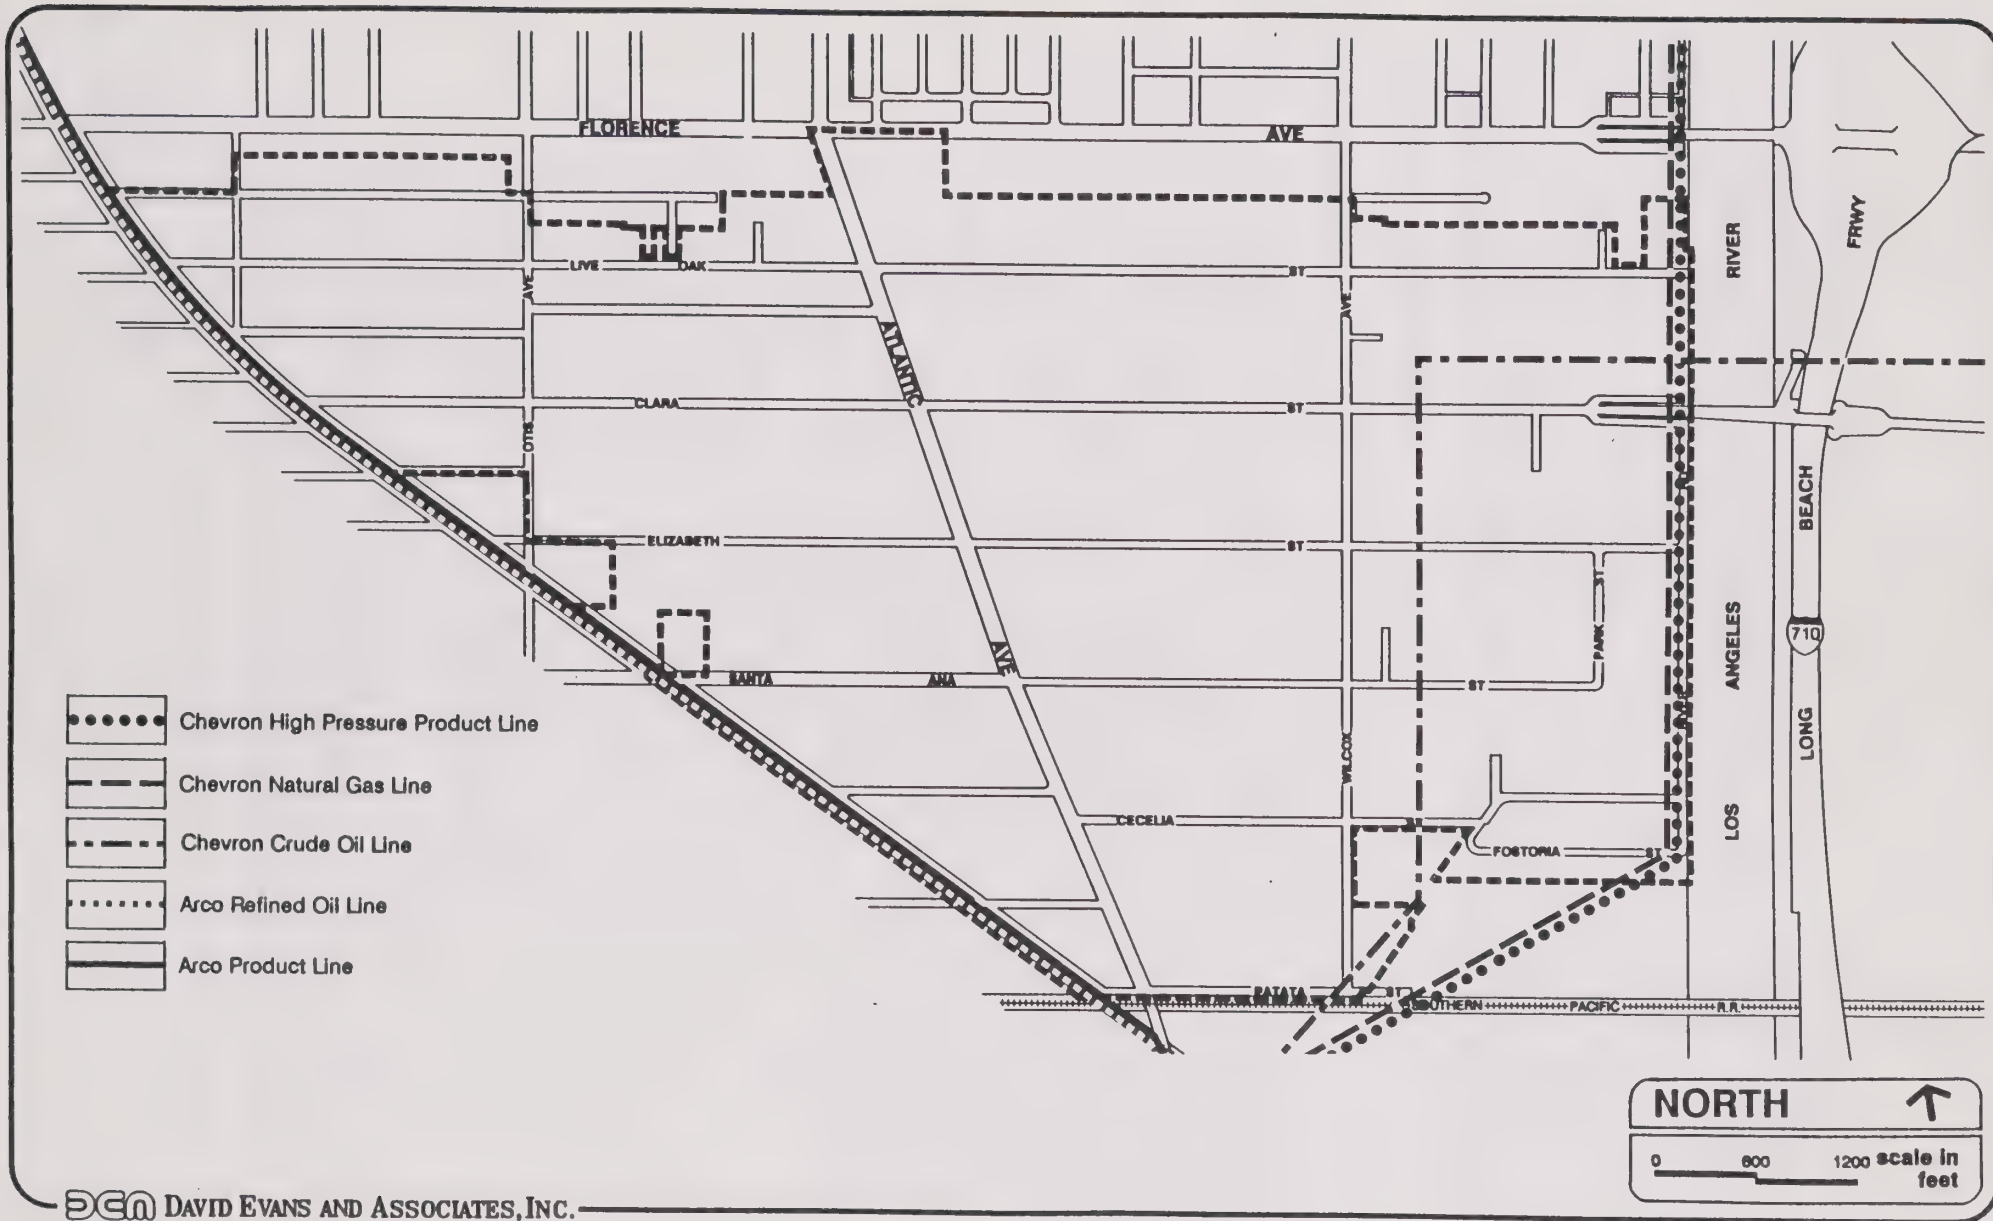 FLORENCE AVE
LIVE OAK ST
AVE
AVE
RIVER
FRWY
ATLANTIC
CLARA ST
OTIS
BEACH
ELIZABETH ST
ST
PARK
710
ANGELES
AVE
SANTA ANA ST
WILCOX
LONG
LOS
CECELIA
FOSTORIA ST
PATATA ST
SOUTHERN PACIFIC R.R.
Chevron High Pressure Product Line
Chevron Natural Gas Line
Chevron Crude Oil Line
Arco Refined Oil Line
Arco Product Line
NORTH
0 600 1200 scale in
feet
DEA DAVID EVANS AND ASSOCIATES, INC.